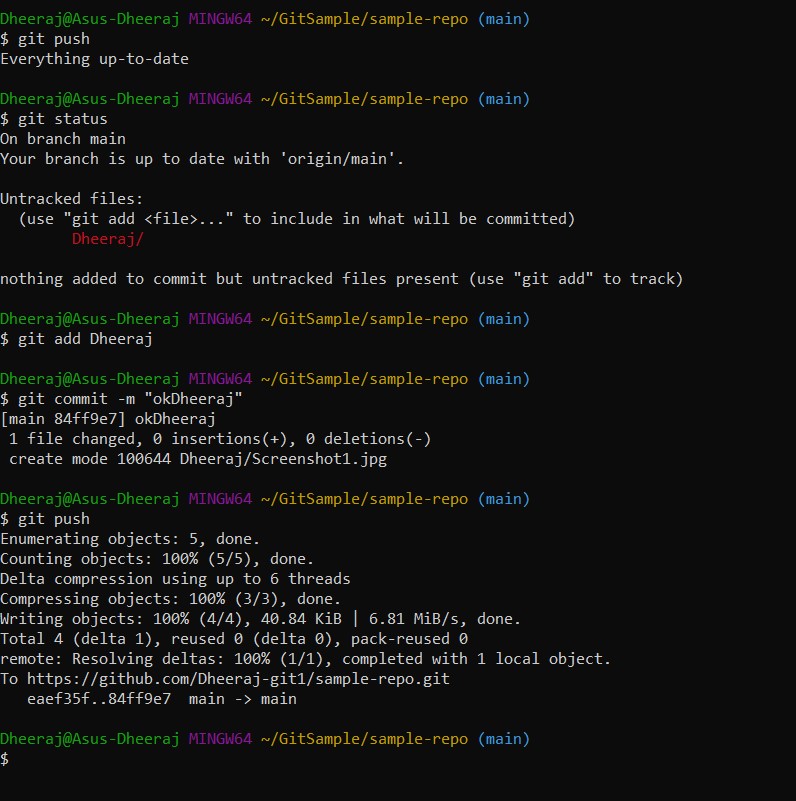 Dheeraj@Asus-Dheeraj MINGW64 ~/GitSample/sample-repo (main)
$ git push
Everything up-to-date
Dheeraj@Asus-Dheeraj MINGW64 ~/GitSample/sample-repo (main)
$ git status
On branch main
Your branch is up to date with 'origin/main'.
Untracked files:
  (use "git add <file>..." to include in what will be committed)
        Dheeraj/
nothing added to commit but untracked files present (use "git add" to track)
Dheeraj@Asus-Dheeraj MINGW64 ~/GitSample/sample-repo (main)
$ git add Dheeraj
Dheeraj@Asus-Dheeraj MINGW64 ~/GitSample/sample-repo (main)
$ git commit -m "okDheeraj"
[main 84ff9e7] okDheeraj
 1 file changed, 0 insertions(+), 0 deletions(-)
 create mode 100644 Dheeraj/Screenshot1.jpg
Dheeraj@Asus-Dheeraj MINGW64 ~/GitSample/sample-repo (main)
$ git push
Enumerating objects: 5, done.
Counting objects: 100% (5/5), done.
Delta compression using up to 6 threads
Compressing objects: 100% (3/3), done.
Writing objects: 100% (4/4), 40.84 KiB | 6.81 MiB/s, done.
Total 4 (delta 1), reused 0 (delta 0), pack-reused 0
remote: Resolving deltas: 100% (1/1), completed with 1 local object.
To https://github.com/Dheeraj-git1/sample-repo.git
   eaef35f..84ff9e7  main -> main
Dheeraj@Asus-Dheeraj MINGW64 ~/GitSample/sample-repo (main)
$